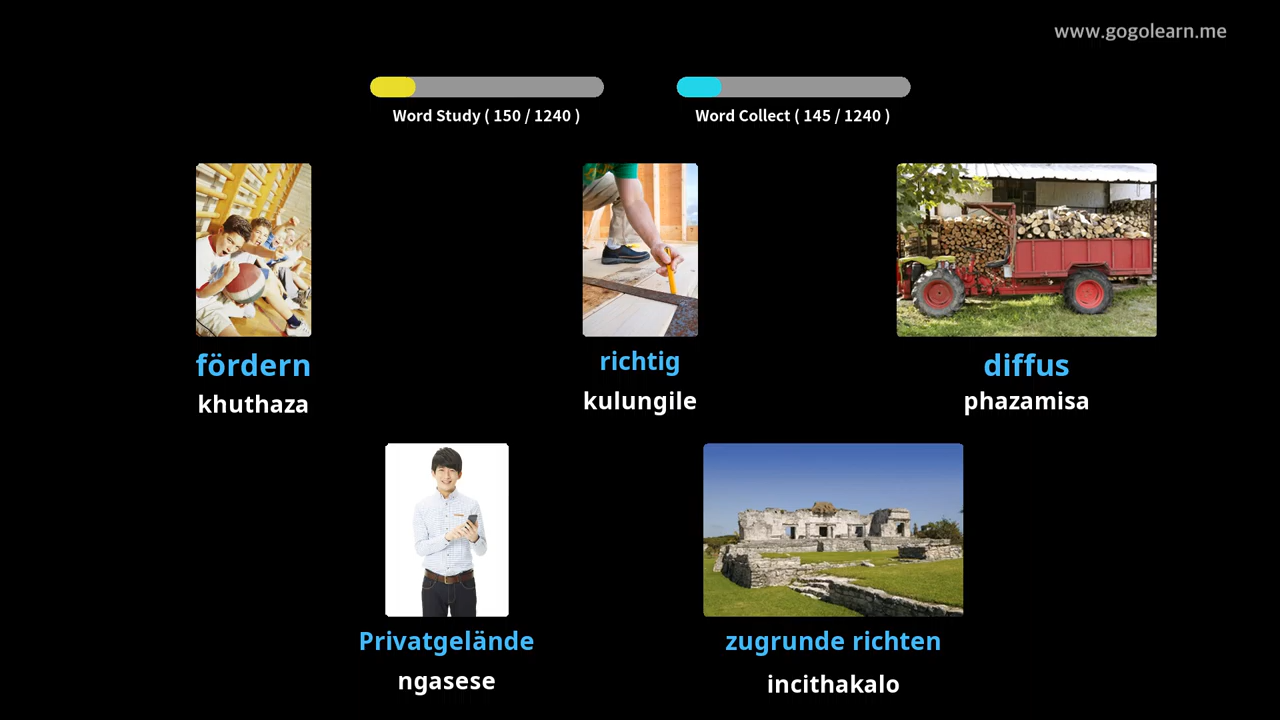 www.gogolearn.me
Word Study ( 150 / 1240 )
Word Collect ( 145 / 1240 )
fördern
khuthaza
richtig
kulungile
diffus
phazamisa
Privatgelände
ngasese
zugrunde richten
incithakalo